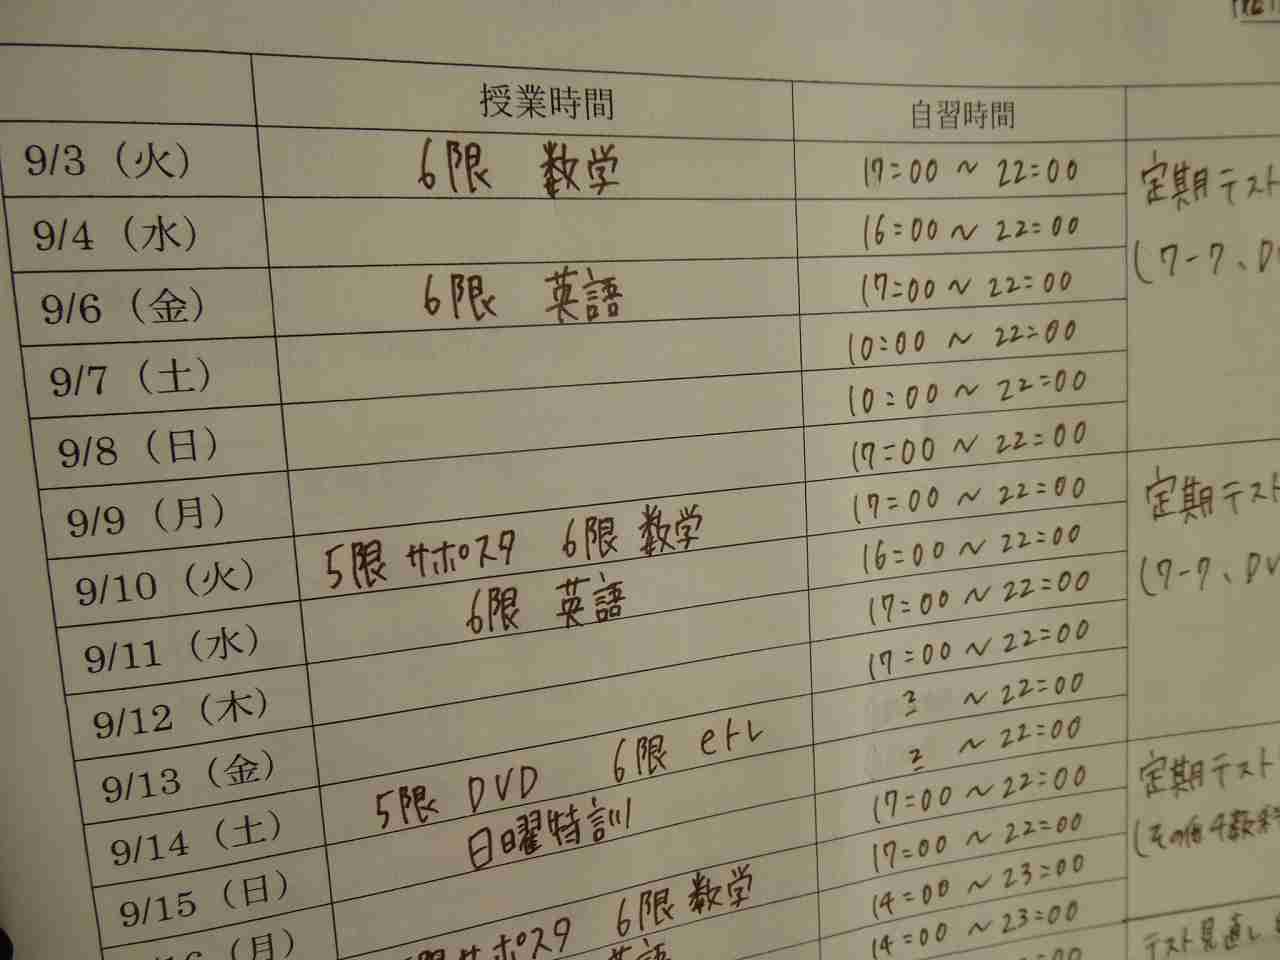 授業時間 自習時間
9/3（火） 6限 数学 17:00 ~ 22:00 定期テスト
9/4（水） 16:00 ~ 22:00
9/6（金） 6限 英語 17:00 ~ 22:00 (ワーク、
9/7（土） 10:00 ~ 22:00
9/8（日） 10:00 ~ 22:00
9/9（月） 17:00 ~ 22:00
9/10（火） 5限 サポスタ 6限 数学 17:00 ~ 22:00 定期テスト
9/11（水） 6限 英語 16:00 ~ 22:00
9/12（木） 17:00 ~ 22:00 (ワーク、DV
9/13（金） 17:00 ~ 22:00
9/14（土） 5限 DVD 6限 eトレ ? ~ 22:00
9/15（日） 日曜特訓 ? ~ 22:00
（月） 17:00 ~ 22:00 定期テスト
サポスタ 6限 数学 17:00 ~ 22:00
英語 14:00 ~ 23:00
14:00 ~ 23:00 テスト見直し